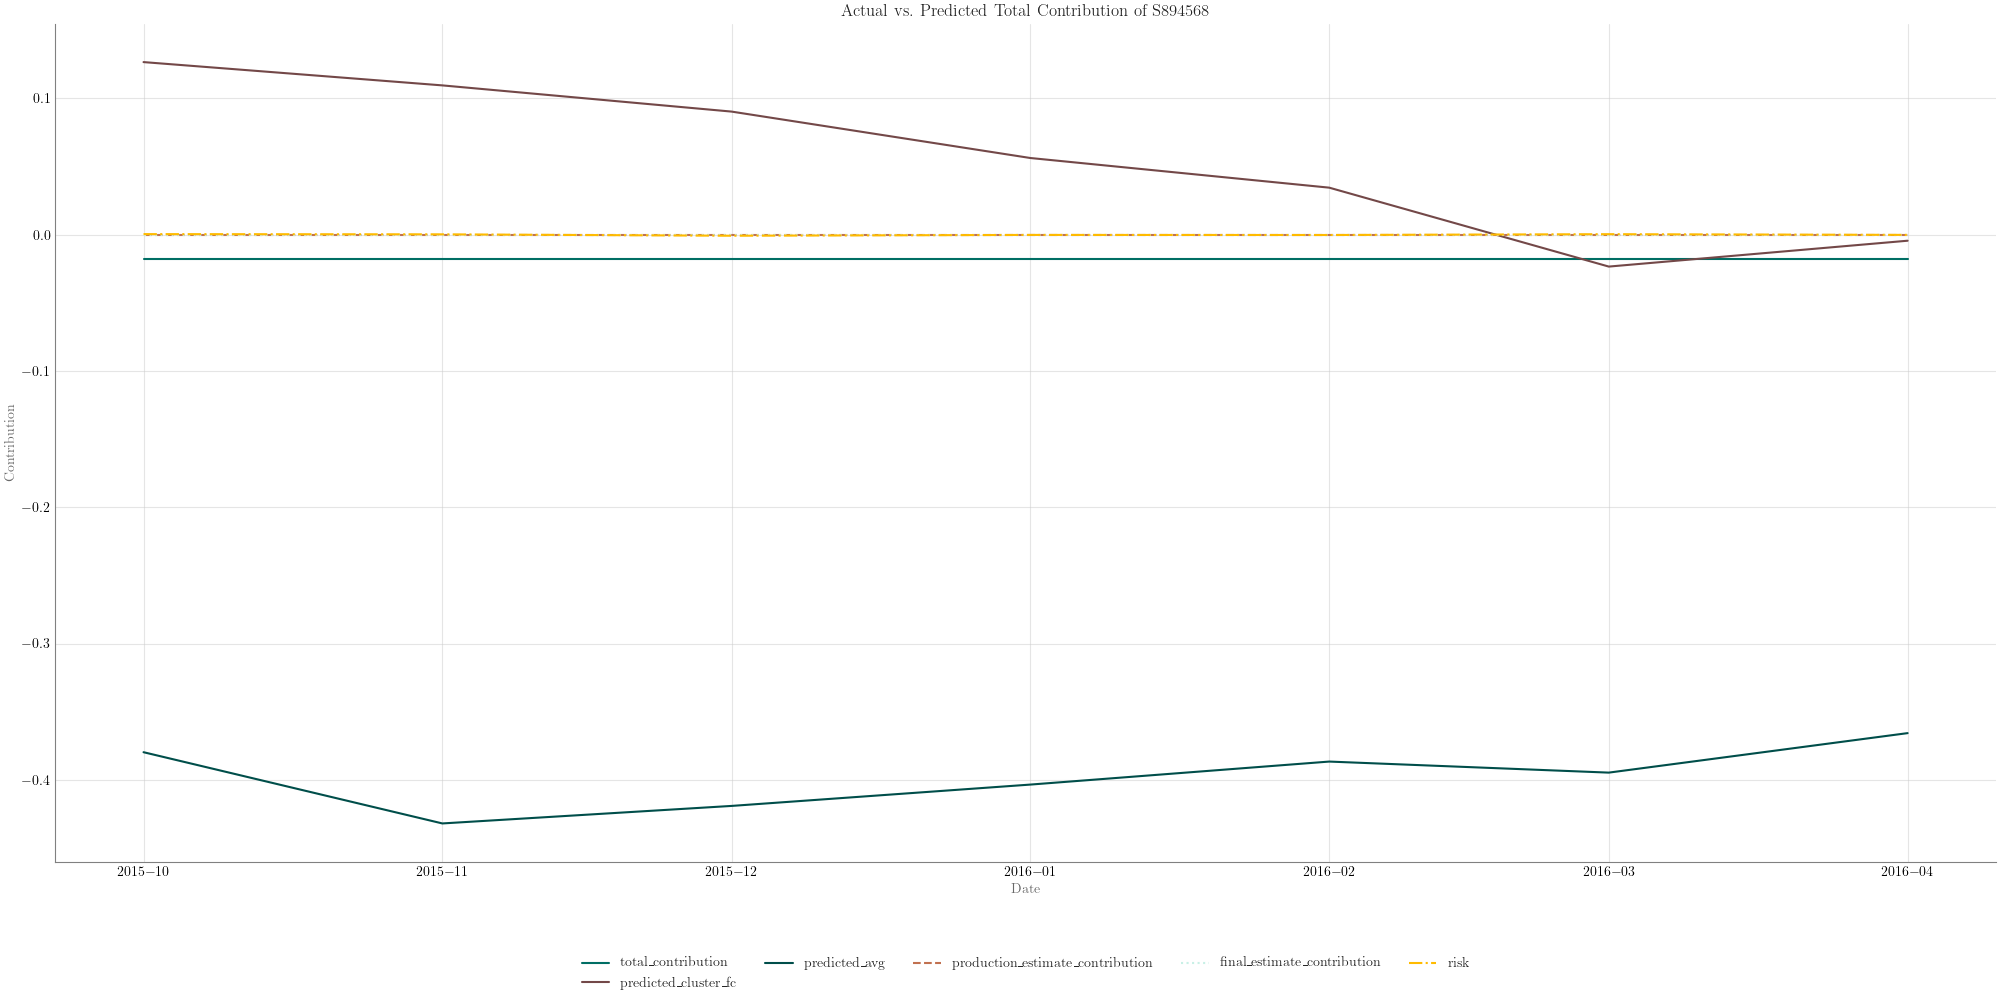 Actual vs. Predicted Total Contribution of S894568
0.1
0.0
−0.1
−0.2
−0.3
−0.4
Contribution
2015−10 2015−11 2015−12 2016−01 2016−02 2016−03 2016−04
Date
total_contribution predicted_avg production_estimate_contribution final_estimate_contribution risk
predicted_cluster_fc